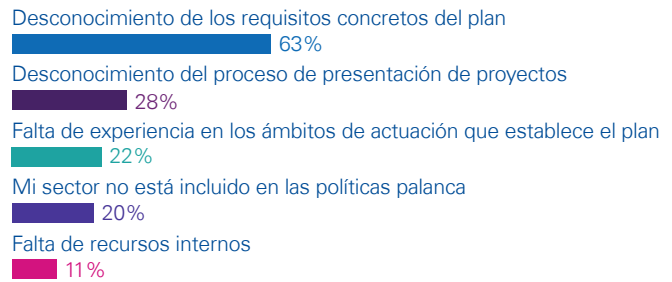 Desconocimiento de los requisitos concretos del plan
63%
Desconocimiento del proceso de presentación de proyectos
28%
Falta de experiencia en los ámbitos de actuación que establece el plan
22%
Mi sector no está incluido en las políticas palanca
20%
Falta de recursos internos
11%